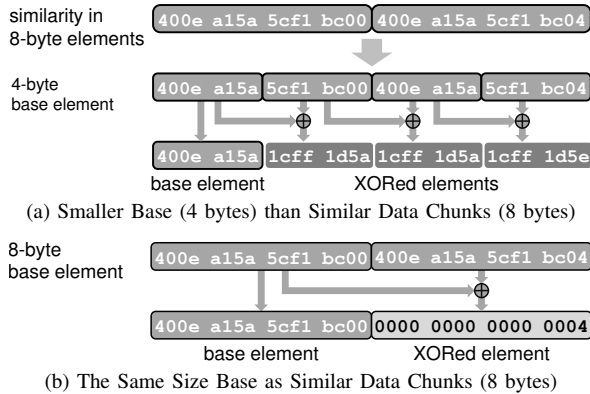 similarity in
8-byte elements
400e a15a 5cf1 bc00 400e a15a 5cf1 bc04
4-byte
base element
400e a15a 5cf1 bc00 400e a15a 5cf1 bc04
400e a15a 1cff 1d5a 1cff 1d5a 1cff 1d5e
base element XORed elements
(a) Smaller Base (4 bytes) than Similar Data Chunks (8 bytes)
8-byte
base element
400e a15a 5cf1 bc00 400e a15a 5cf1 bc04
400e a15a 5cf1 bc00 0000 0000 0000 0004
base element XORed element
(b) The Same Size Base as Similar Data Chunks (8 bytes)